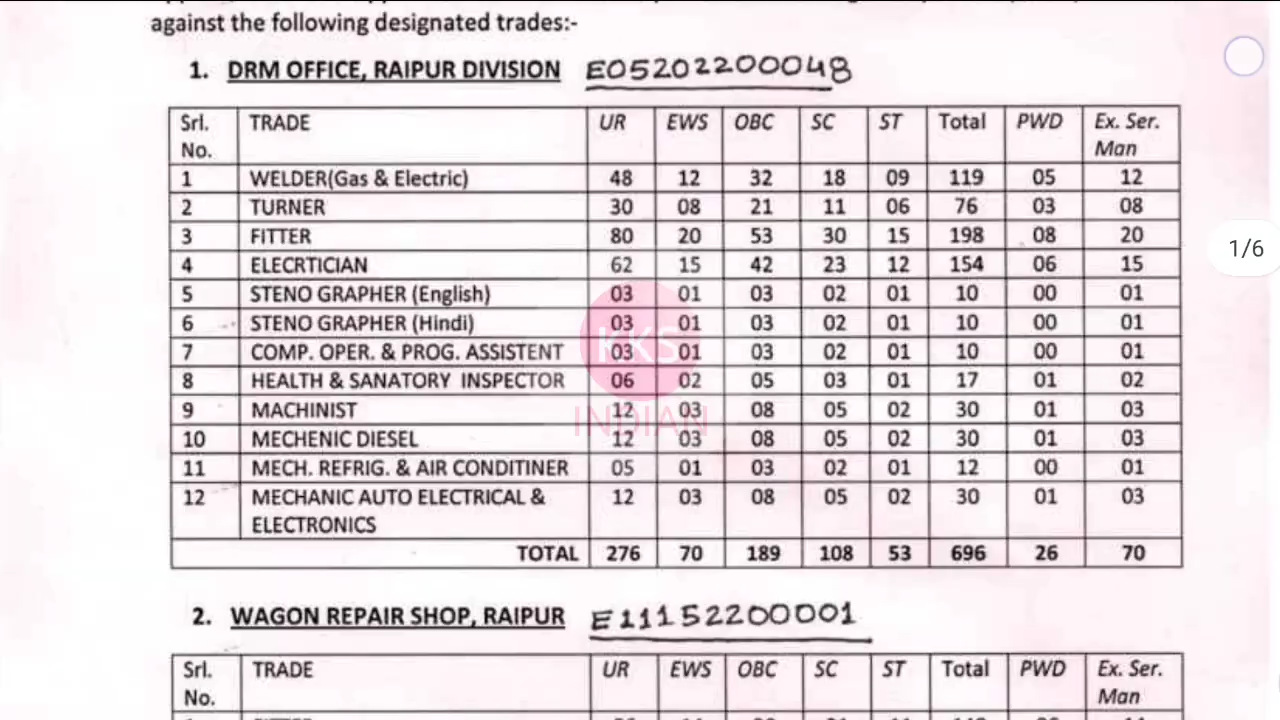 against the following designated trades:-
1. DRM OFFICE, RAIPUR DIVISION E05202200048
Srl. No. TRADE UR EWS OBC SC ST Total PWD Ex. Ser. Man
1 WELDER(Gas & Electric) 48 12 32 18 09 119 05 12
2 TURNER 30 08 21 11 06 76 03 08
3 FITTER 80 20 53 30 15 198 08 20
1/6
4 ELECRTICIAN 62 15 42 23 12 154 06 15
5 STENO GRAPHER (English) 03 01 03 02 01 10 00 01
6 STENO GRAPHER (Hindi) 03 01 03 02 01 10 00 01
7 COMP. OPER. & PROG. ASSISTENT 03 01 03 02 01 10 00 01
KKS
8 HEALTH & SANATORY INSPECTOR 06 02 05 03 01 17 01 02
9 MACHINIST 12 03 08 05 02 30 01 03
INDIAN
10 MECHENIC DIESEL 12 03 08 05 02 30 01 03
11 MECH. REFRIG. & AIR CONDITINER 05 01 03 02 01 12 00 01
12 MECHANIC AUTO ELECTRICAL & ELECTRONICS 12 03 08 05 02 30 01 03
TOTAL 276 70 189 108 53 696 26 70
2. WAGON REPAIR SHOP, RAIPUR E11152200001
Srl. No. TRADE UR EWS OBC SC ST Total PWD Ex. Ser. Man